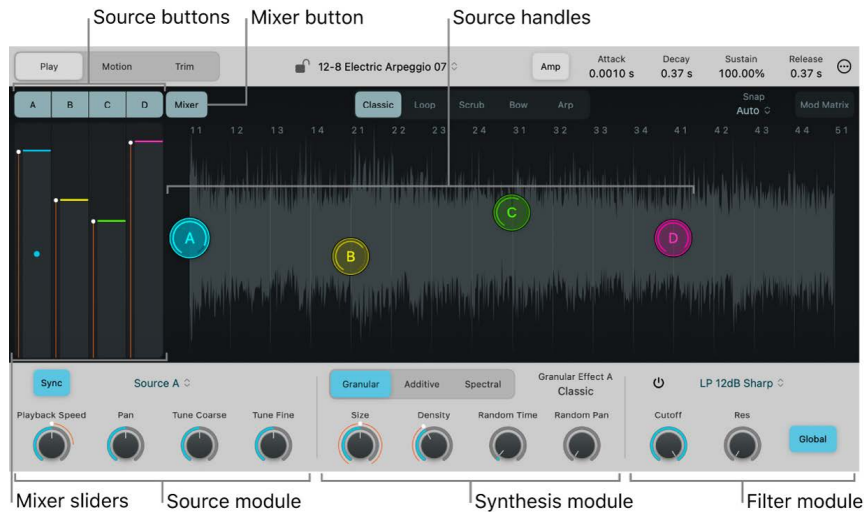 Source buttons Mixer button Source handles
Play Motion Trim 12-8 Electric Arpeggio 07 Amp Attack 0.0010 s Decay 0.37 s Sustain 100.00% Release 0.37 s
A B C D Mixer Classic Loop Scrub Bow Arp Snap Auto Mod Matrix
1 1 1 2 1 3 1 4 2 1 2 2 2 3 2 4 3 1 3 2 3 3 3 4 4 1 4 2 4 3 4 4 5 1
A B C D
Sync Source A Granular Additive Spectral Granular Effect A Classic LP 12dB Sharp
Playback Speed Pan Tune Coarse Tune Fine Size Density Random Time Random Pan Cutoff Res Global
Mixer sliders Source module Synthesis module Filter module